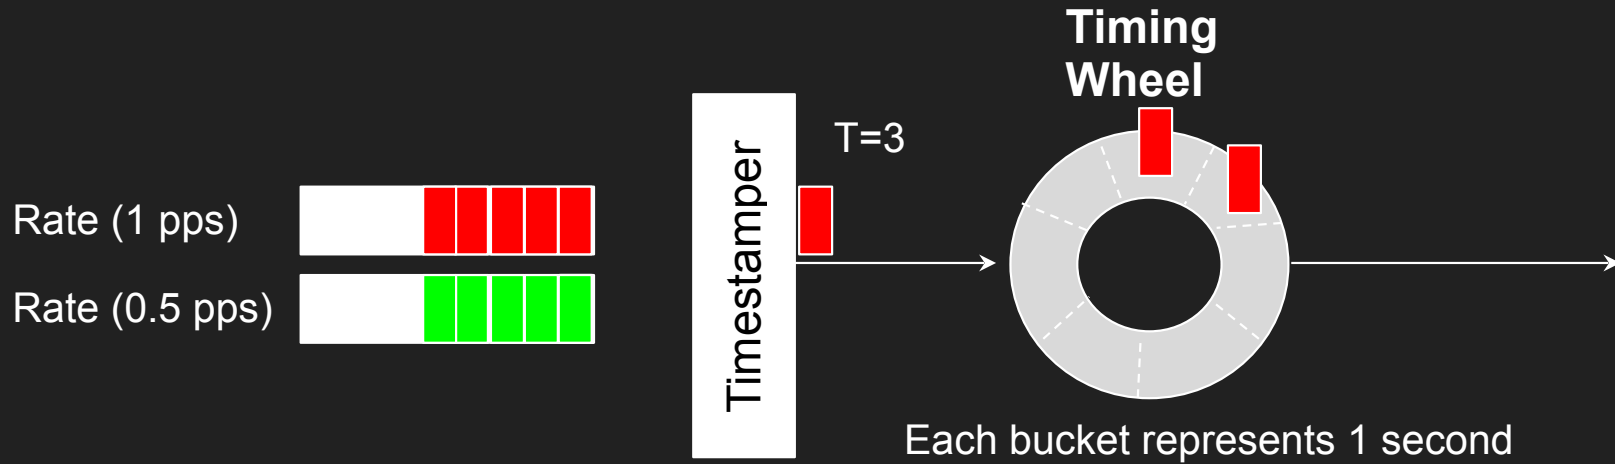 Timing
Wheel
T=3
Rate (1 pps)
Rate (0.5 pps)
Timestamper
Each bucket represents 1 second